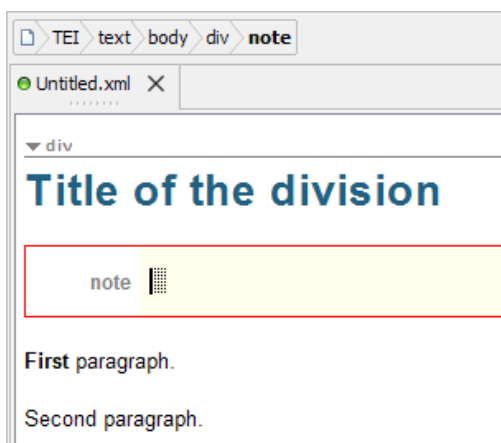 TEI text body div note
Untitled.xml
div
Title of the division
note
First paragraph.
Second paragraph.